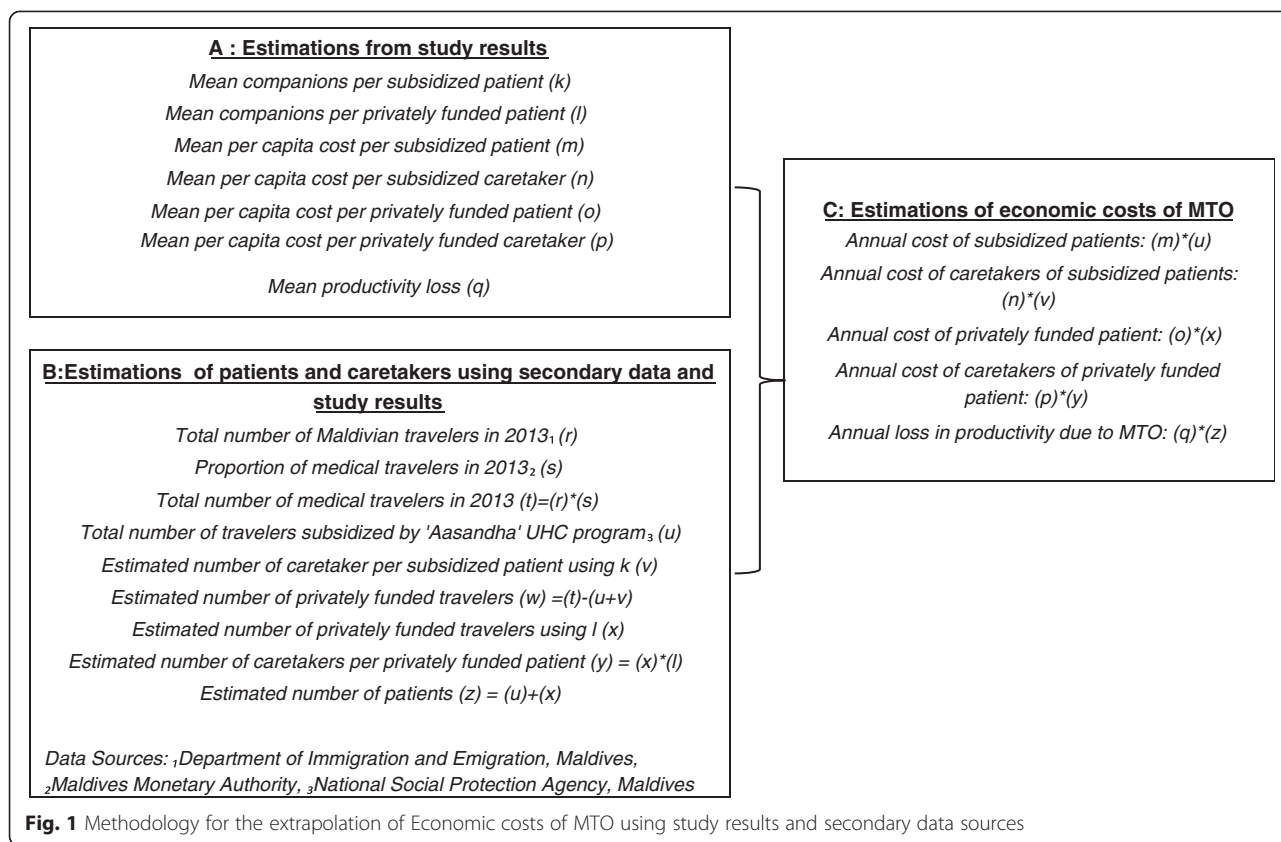 A : Estimations from study results
Mean companions per subsidized patient (k)
Mean companions per privately funded patient (l)
Mean per capita cost per subsidized patient (m)
Mean per capita cost per subsidized caretaker (n)
Mean per capita cost per privately funded patient (o)
Mean per capita cost per privately funded caretaker (p)
Mean productivity loss (q)
B:Estimations of patients and caretakers using secondary data and
study results
Total number of Maldivian travelers in 2013₁ (r)
Proportion of medical travelers in 2013₂ (s)
Total number of medical travelers in 2013 (t)=(r)*(s)
Total number of travelers subsidized by 'Aasandha' UHC program₃ (u)
Estimated number of caretaker per subsidized patient using k (v)
Estimated number of privately funded travelers (w) =(t)-(u+v)
Estimated number of privately funded travelers using l (x)
Estimated number of caretakers per privately funded patient (y) = (x)*(l)
Estimated number of patients (z) = (u)+(x)
Data Sources: ₁Department of Immigration and Emigration, Maldives,
₂Maldives Monetary Authority, ₃National Social Protection Agency, Maldives
C: Estimations of economic costs of MTO
Annual cost of subsidized patients: (m)*(u)
Annual cost of caretakers of subsidized patients:
(n)*(v)
Annual cost of privately funded patient: (o)*(x)
Annual cost of caretakers of privately funded
patient: (p)*(y)
Annual loss in productivity due to MTO: (q)*(z)
Fig. 1 Methodology for the extrapolation of Economic costs of MTO using study results and secondary data sources